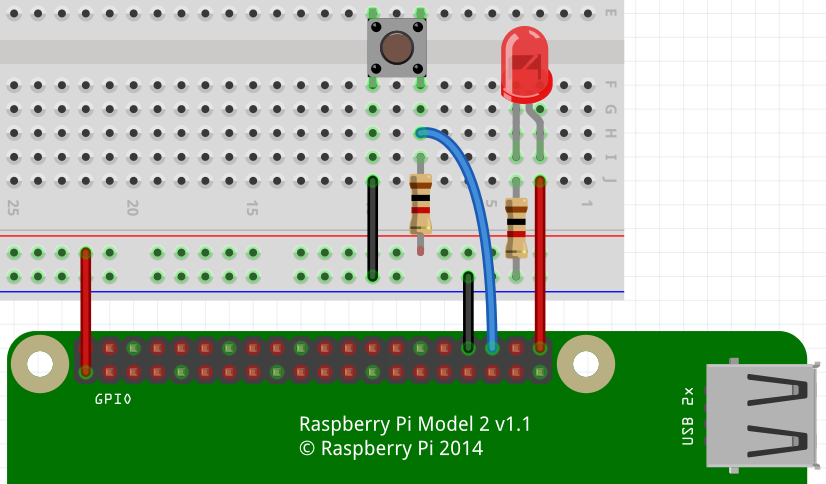 E
F
G
H
I
J
25
20
15
5
1
GPIO
Raspberry Pi Model 2 v1.1
© Raspberry Pi 2014
USB 2x